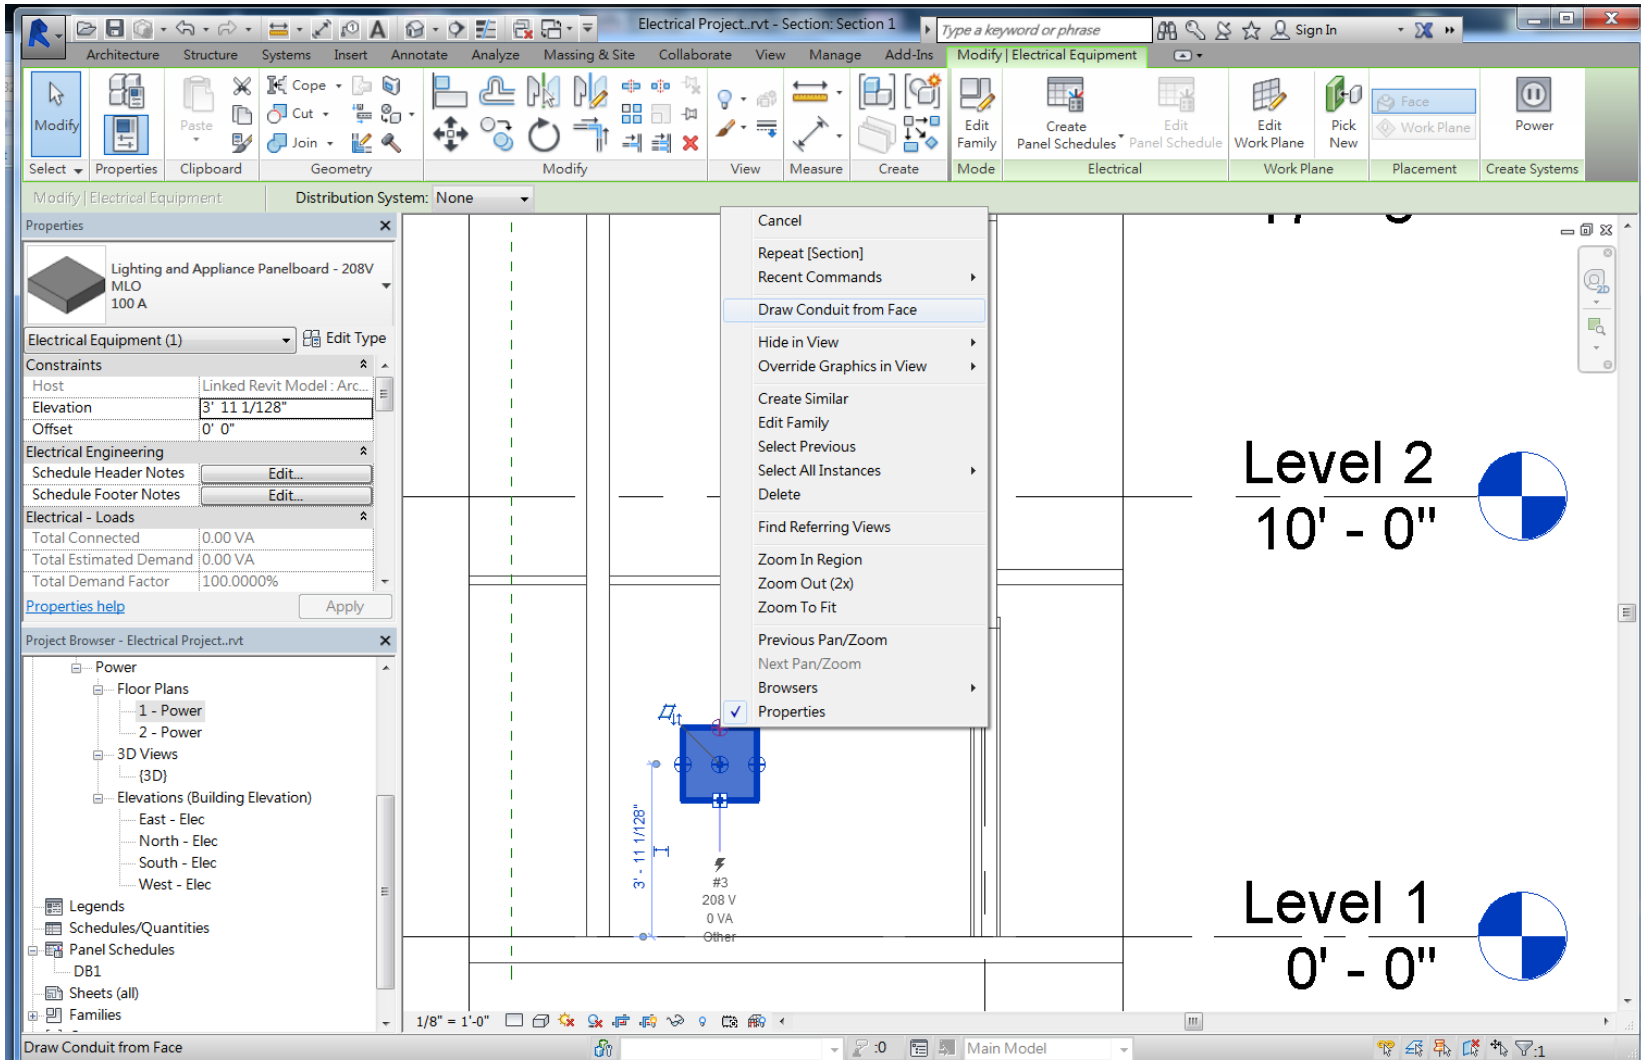 Electrical Project..rvt - Section: Section 1
Type a keyword or phrase
Sign In
Architecture Structure Systems Insert Annotate Analyze Massing & Site Collaborate View Manage Add-Ins Modify | Electrical Equipment
Modify
Paste
Cope
Cut
Join
Edit Family
Create Panel Schedules
Edit Panel Schedule
Edit Work Plane
Pick New
Face
Work Plane
Power
Select Properties Clipboard Geometry Modify View Measure Create Mode Electrical Work Plane Placement Create Systems
Modify | Electrical Equipment
Distribution System: None
Properties
Lighting and Appliance Panelboard - 208V
MLO
100 A
Electrical Equipment (1)
Edit Type
Constraints
Host Linked Revit Model : Arc...
Elevation 3' 11 1/128"
Offset 0' 0"
Electrical Engineering
Schedule Header Notes Edit...
Schedule Footer Notes Edit...
Electrical - Loads
Total Connected 0.00 VA
Total Estimated Demand 0.00 VA
Total Demand Factor 100.0000%
Properties help
Apply
Project Browser - Electrical Project..rvt
Power
Floor Plans
1 - Power
2 - Power
3D Views
{3D}
Elevations (Building Elevation)
East - Elec
North - Elec
South - Elec
West - Elec
Legends
Schedules/Quantities
Panel Schedules
DB1
Sheets (all)
Families
Cancel
Repeat [Section]
Recent Commands
Draw Conduit from Face
Hide in View
Override Graphics in View
Create Similar
Edit Family
Select Previous
Select All Instances
Delete
Find Referring Views
Zoom In Region
Zoom Out (2x)
Zoom To Fit
Previous Pan/Zoom
Next Pan/Zoom
Browsers
Properties
2D
Level 2
10' - 0"
3' - 11 1/128"
#3
208 V
0 VA
Other
Level 1
0' - 0"
1/8" = 1'-0"
Draw Conduit from Face
:0
Main Model
:1